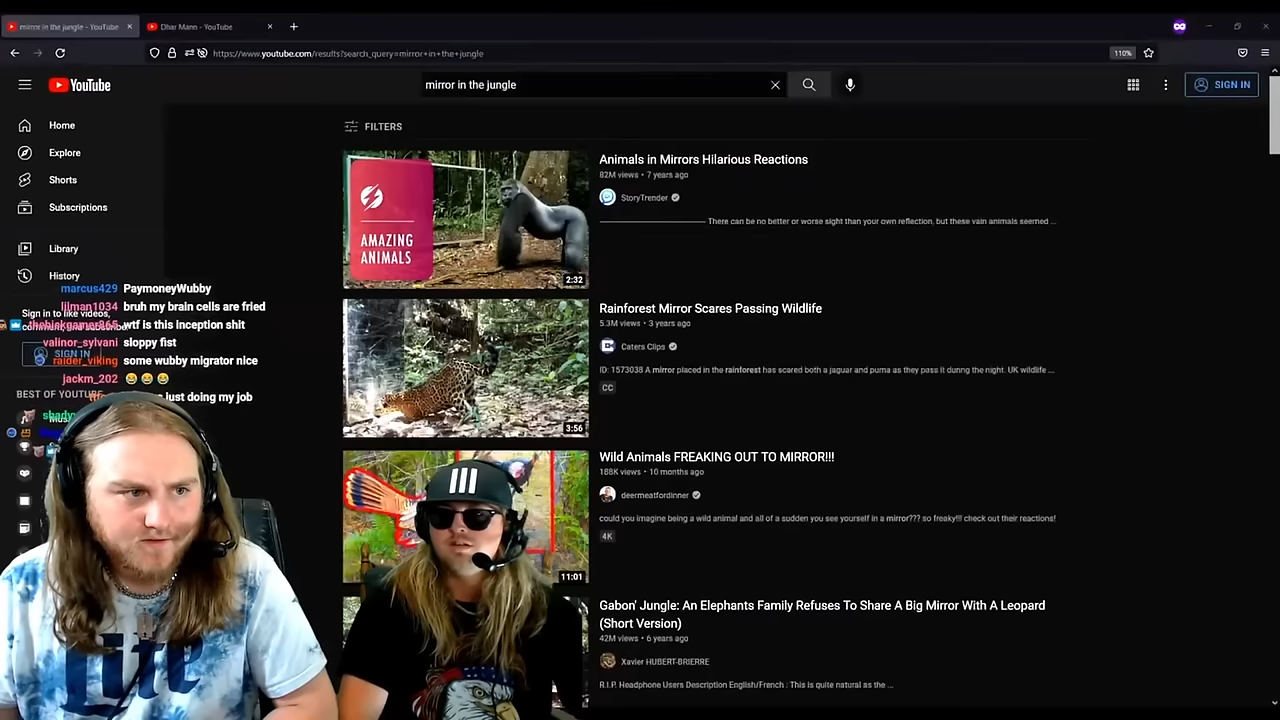 mirror in the jungle - YouTube
Dhar Mann - YouTube
https://www.youtube.com/results?search_query=mirror+in+the+jungle
110%
YouTube
mirror in the jungle
SIGN IN
Home
Explore
Shorts
Subscriptions
Library
History
Sign in to like videos,
SIGN IN
BEST OF YOUTUBE
marcus429 PaymoneyWubby
lilman1034 bruh my brain cells are fried
wtf is this inception shit
valinor_sylvani sloppy fist
raider_viking some wubby migrator nice
jackm_202 😂 😂 😂
just doing my job
FILTERS
AMAZING
ANIMALS
2:32
Animals in Mirrors Hilarious Reactions
82M views • 7 years ago
StoryTrender
There can be no better or worse sight than your own reflection, but these vain animals seemed ...
3:56
Rainforest Mirror Scares Passing Wildlife
5.3M views • 3 years ago
Caters Clips
ID: 1573038 A mirror placed in the rainforest has scared both a jaguar and puma as they pass it during the night. UK wildlife ...
CC
11:01
Wild Animals FREAKING OUT TO MIRROR!!!
188K views • 10 months ago
deermeatfordinner
could you imagine being a wild animal and all of a sudden you see yourself in a mirror??? so freaky!!! check out their reactions!
4K
Gabon' Jungle: An Elephants Family Refuses To Share A Big Mirror With A Leopard
(Short Version)
42M views • 6 years ago
Xavier HUBERT-BRIERRE
R.I.P. Headphone Users Description English/French : This is quite natural as the ...
Lite